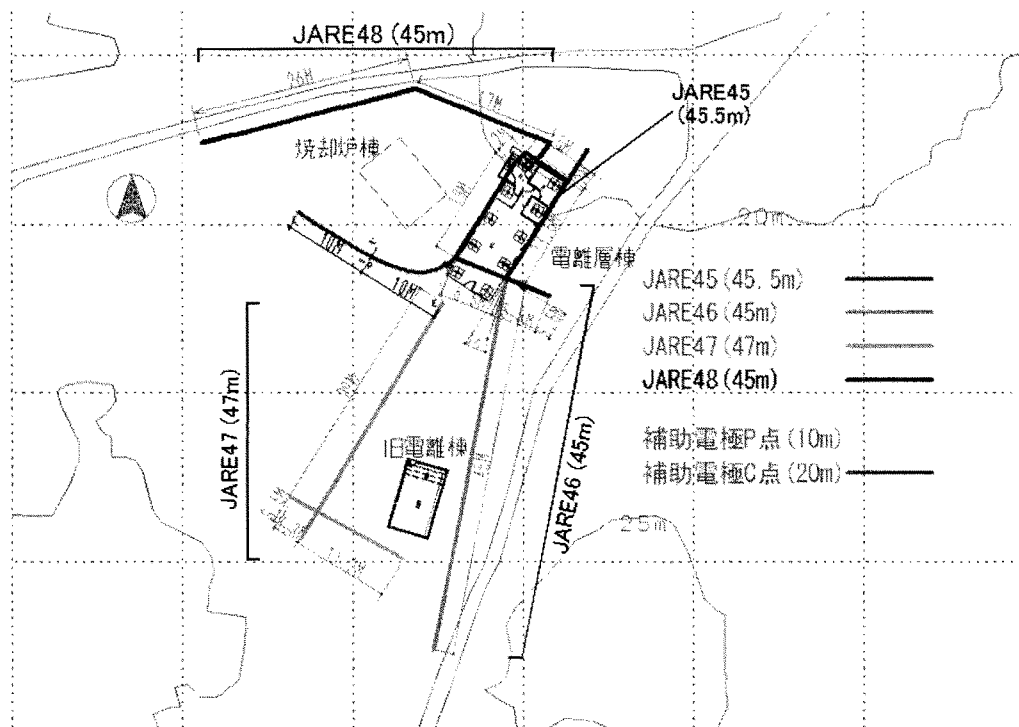 JARE48 (45m)
26M
JARE45
(45.5m)
焼却炉棟
20m
電離層棟
10M
10M
JARE45 (45.5m)
JARE46 (45m)
JARE47 (47m)
JARE48 (45m)
JARE47 (47m)
旧電離棟
JARE46 (45m)
補助電極P点 (10m)
補助電極C点 (20m)
25m